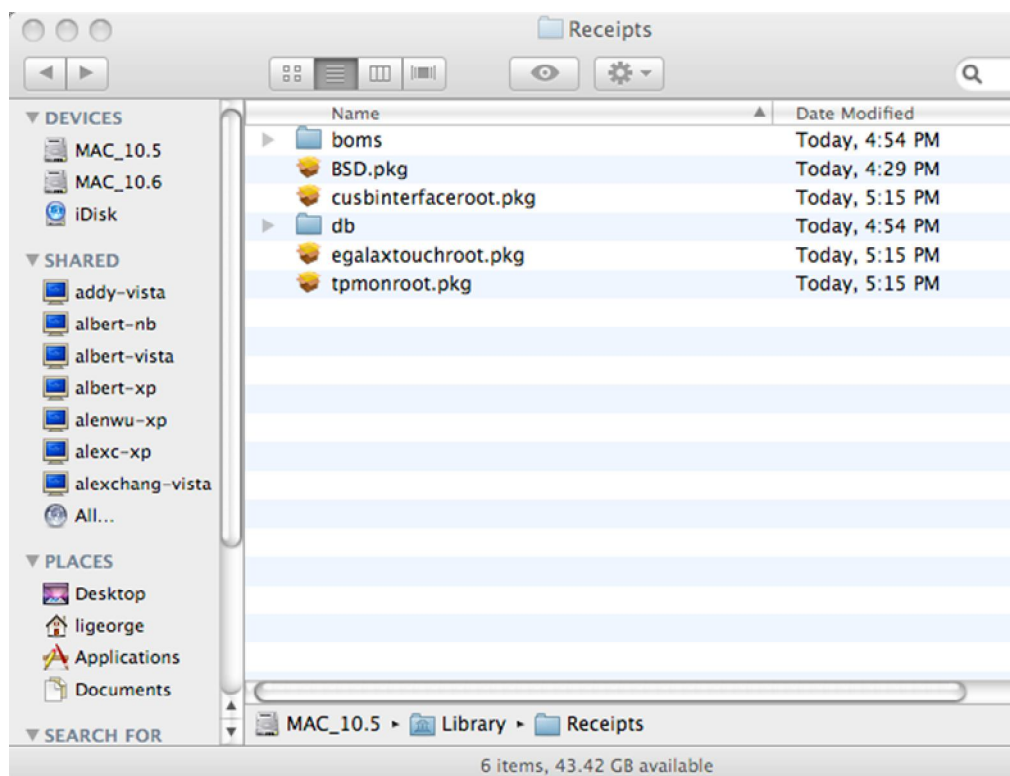 Receipts
Name Date Modified
boms Today, 4:54 PM
BSD.pkg Today, 4:29 PM
cusbinterfaceroot.pkg Today, 5:15 PM
db Today, 4:54 PM
egalaxtouchroot.pkg Today, 5:15 PM
tpmonroot.pkg Today, 5:15 PM
DEVICES
MAC_10.5
MAC_10.6
iDisk
SHARED
addy-vista
albert-nb
albert-vista
albert-xp
alenwu-xp
alexc-xp
alexchang-vista
All...
PLACES
Desktop
ligeorge
Applications
Documents
SEARCH FOR
MAC_10.5 ▸ Library ▸ Receipts
6 items, 43.42 GB available